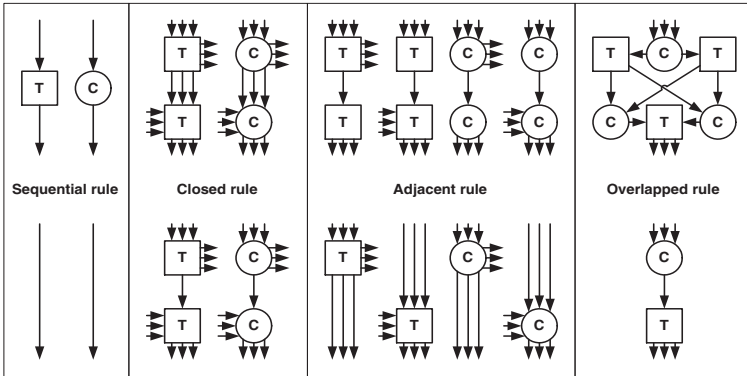 T C
T C
T C
Sequential rule
Closed rule
T T C C
T T C C
Adjacent rule
T C T
C T C
Overlapped rule
T C
T C
T C
T C
C
T